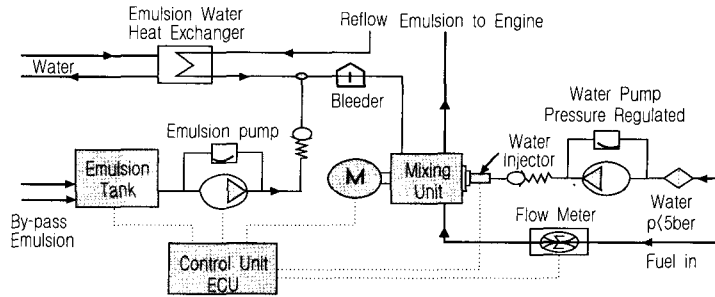 Emulsion Water
Heat Exchanger
Reflow Emulsion to Engine
Water
Bleeder
Water Pump
Pressure Regulated
Emulsion pump
Water
injector
Emulsion
Tank
M
Mixing
Unit
By-pass
Emulsion
Flow Meter
Water
p<5ber
Fuel in
Control Unit
ECU